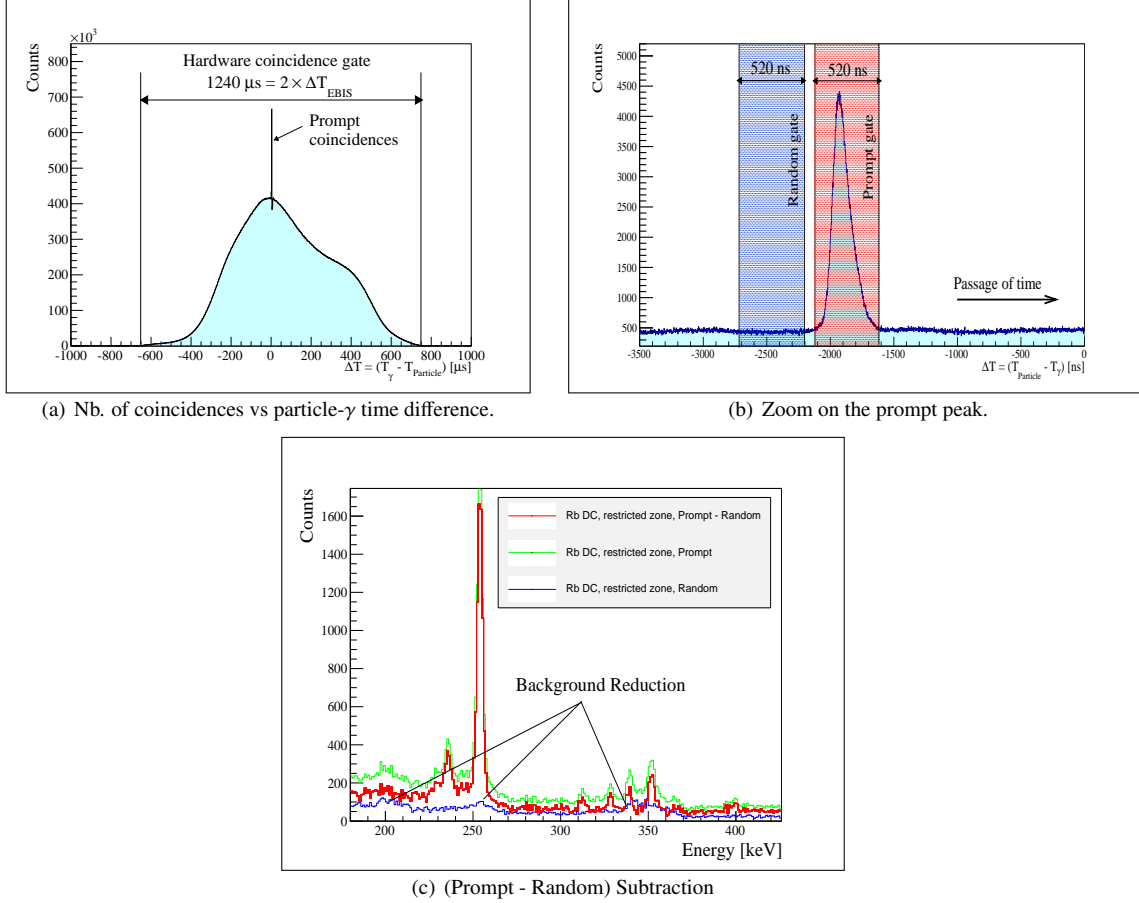 ×10³
Counts
900
800
700
600
500
400
300
200
100
0
Hardware coincidence gate
1240 μs = 2 × ΔT_EBIS
Prompt
coincidences
-1000 -800 -600 -400 -200 0 200 400 600 800 1000
ΔT = (T_γ - T_Particle) [μs]
(a) Nb. of coincidences vs particle-γ time difference.
Counts
5000
4500
4000
3500
3000
2500
2000
1500
1000
500
520 ns
520 ns
Random gate
Prompt gate
Passage of time
-3500 -3000 -2500 -2000 -1500 -1000 -500 0
ΔT = (T_Particle - T_γ) [ns]
(b) Zoom on the prompt peak.
Counts
1600
1400
1200
1000
800
600
400
200
0
Rb DC, restricted zone, Prompt - Random
Rb DC, restricted zone, Prompt
Rb DC, restricted zone, Random
Background Reduction
200 250 300 350 400
Energy [keV]
(c) (Prompt - Random) Subtraction